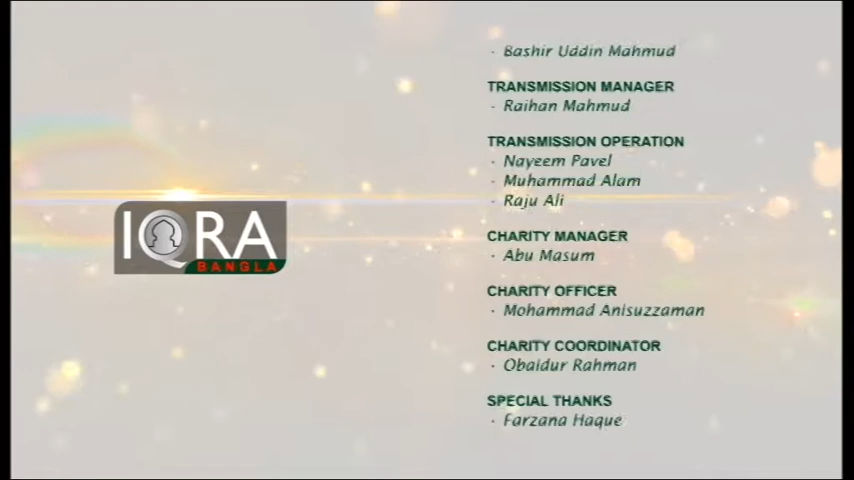 IQRA
BANGLA
- Bashir Uddin Mahmud
TRANSMISSION MANAGER
- Raihan Mahmud
TRANSMISSION OPERATION
- Nayeem Pavel
- Muhammad Alam
- Raju Ali
CHARITY MANAGER
- Abu Masum
CHARITY OFFICER
- Mohammad Anisuzzaman
CHARITY COORDINATOR
- Obaidur Rahman
SPECIAL THANKS
- Farzana Haque